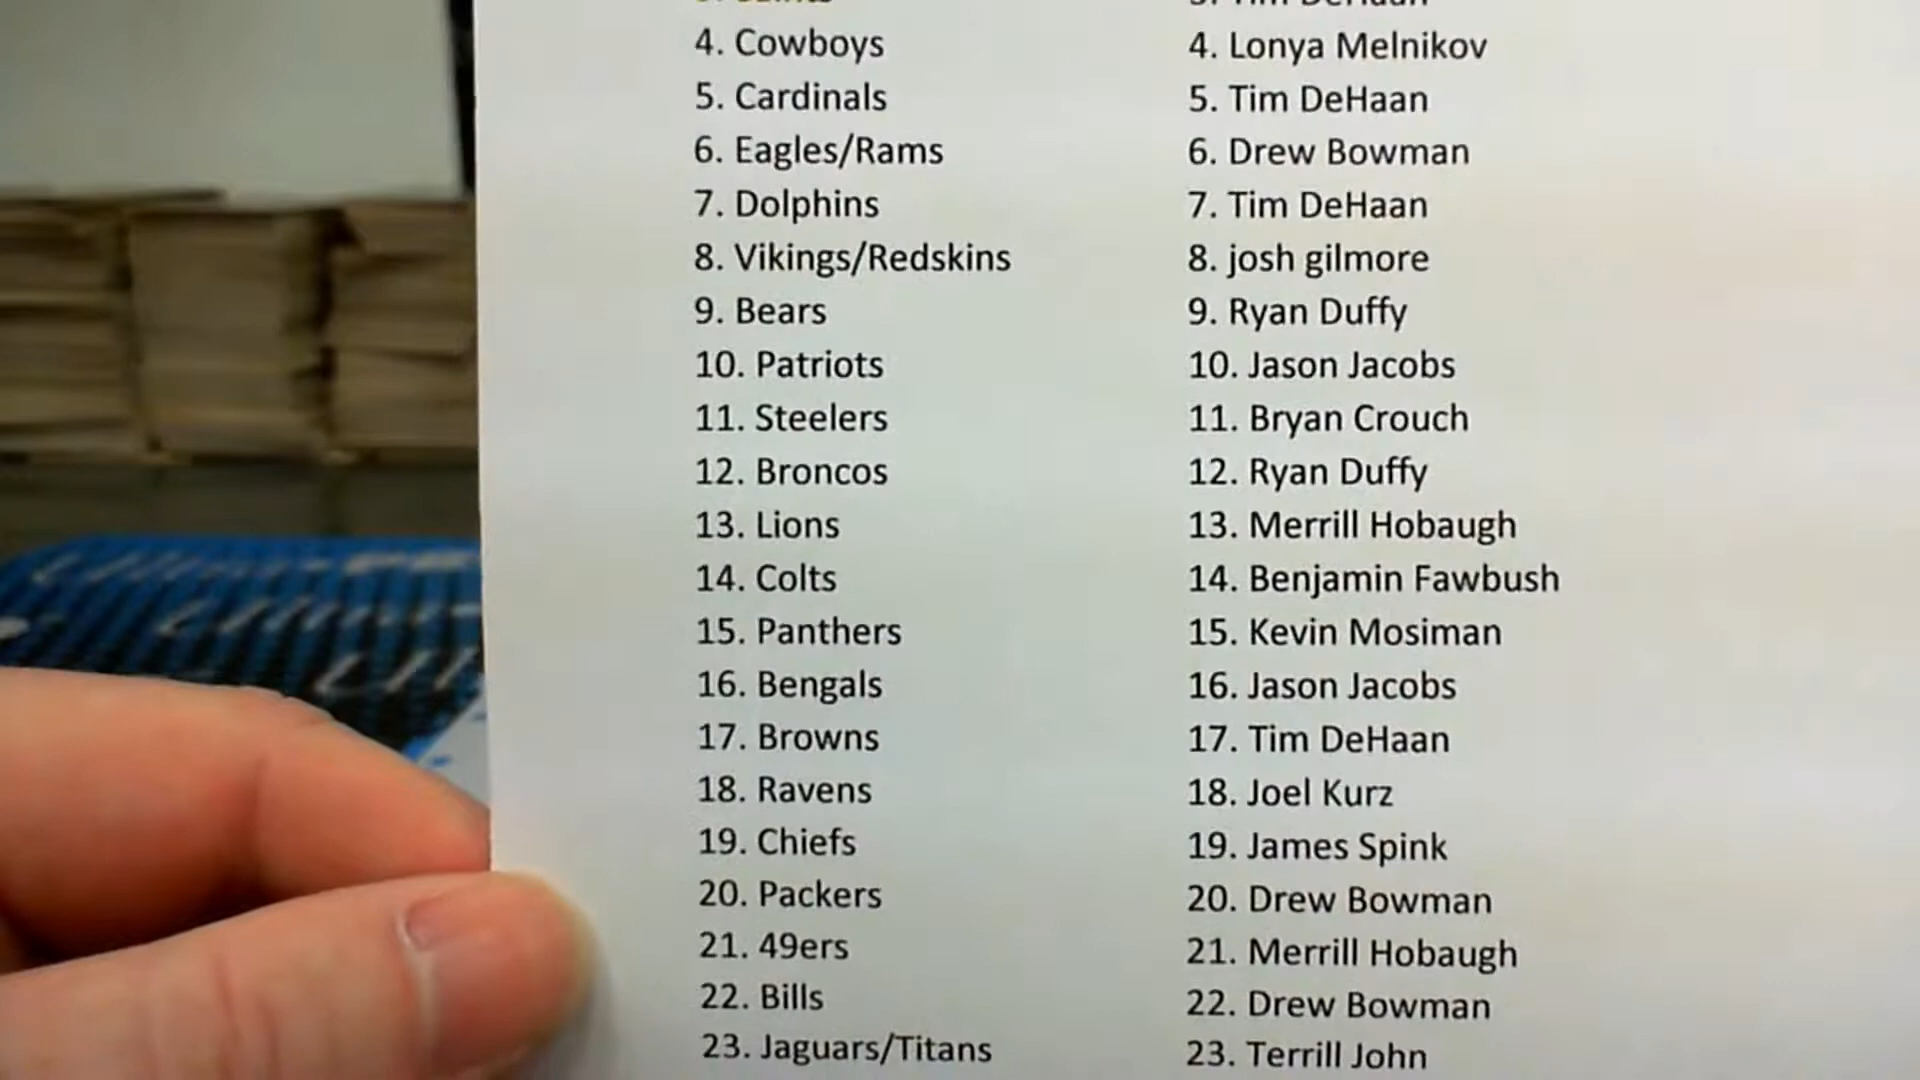 3. Saints 3. Tim DeHaan
4. Cowboys 4. Lonya Melnikov
5. Cardinals 5. Tim DeHaan
6. Eagles/Rams 6. Drew Bowman
7. Dolphins 7. Tim DeHaan
8. Vikings/Redskins 8. josh gilmore
9. Bears 9. Ryan Duffy
10. Patriots 10. Jason Jacobs
11. Steelers 11. Bryan Crouch
12. Broncos 12. Ryan Duffy
13. Lions 13. Merrill Hobaugh
14. Colts 14. Benjamin Fawbush
15. Panthers 15. Kevin Mosiman
16. Bengals 16. Jason Jacobs
17. Browns 17. Tim DeHaan
18. Ravens 18. Joel Kurz
19. Chiefs 19. James Spink
20. Packers 20. Drew Bowman
21. 49ers 21. Merrill Hobaugh
22. Bills 22. Drew Bowman
23. Jaguars/Titans 23. Terrill John